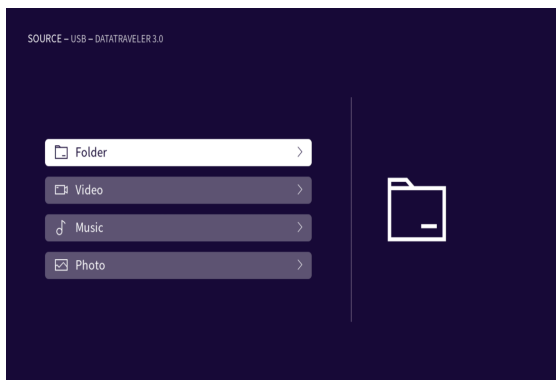 SOURCE – USB – DATATRAVELER 3.0
Folder
Video
Music
Photo